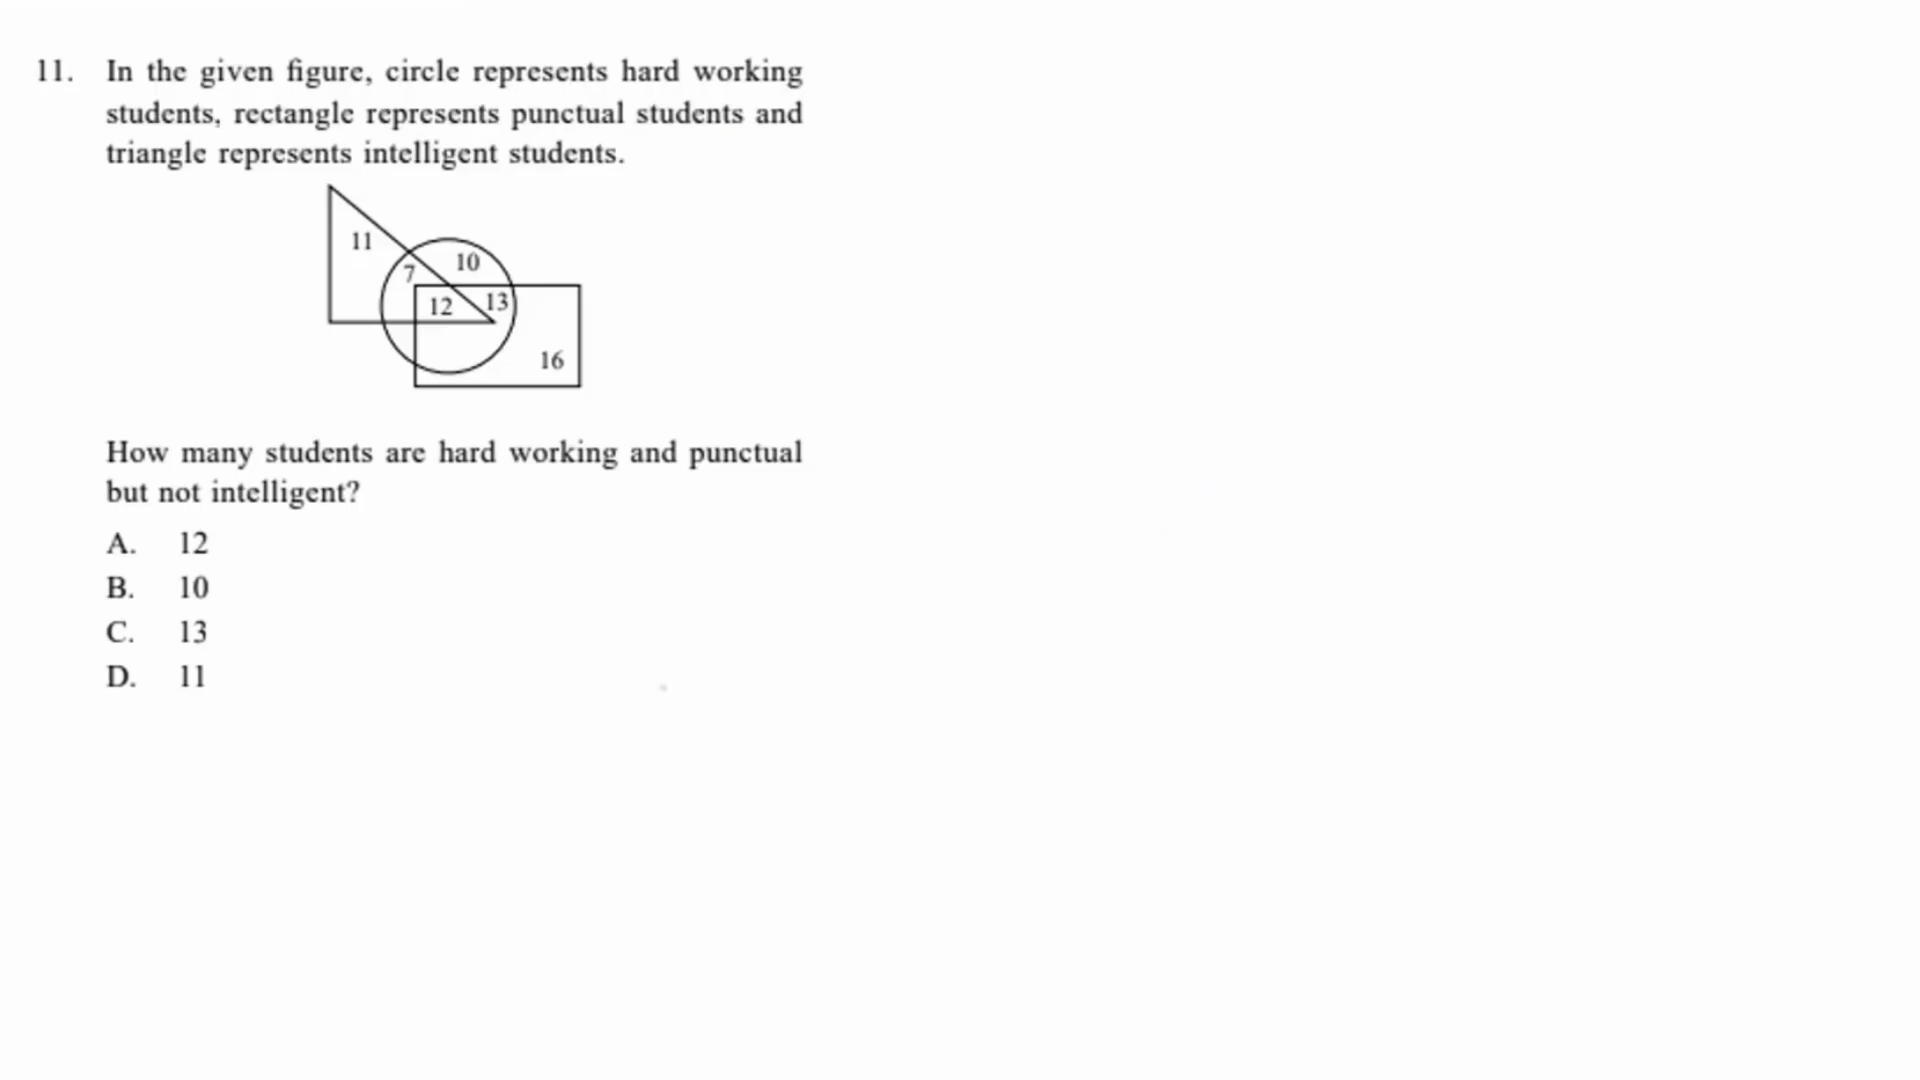 11. In the given figure, circle represents hard working
students, rectangle represents punctual students and
triangle represents intelligent students.
11
10
7
12
13
16
How many students are hard working and punctual
but not intelligent?
A. 12
B. 10
C. 13
D. 11